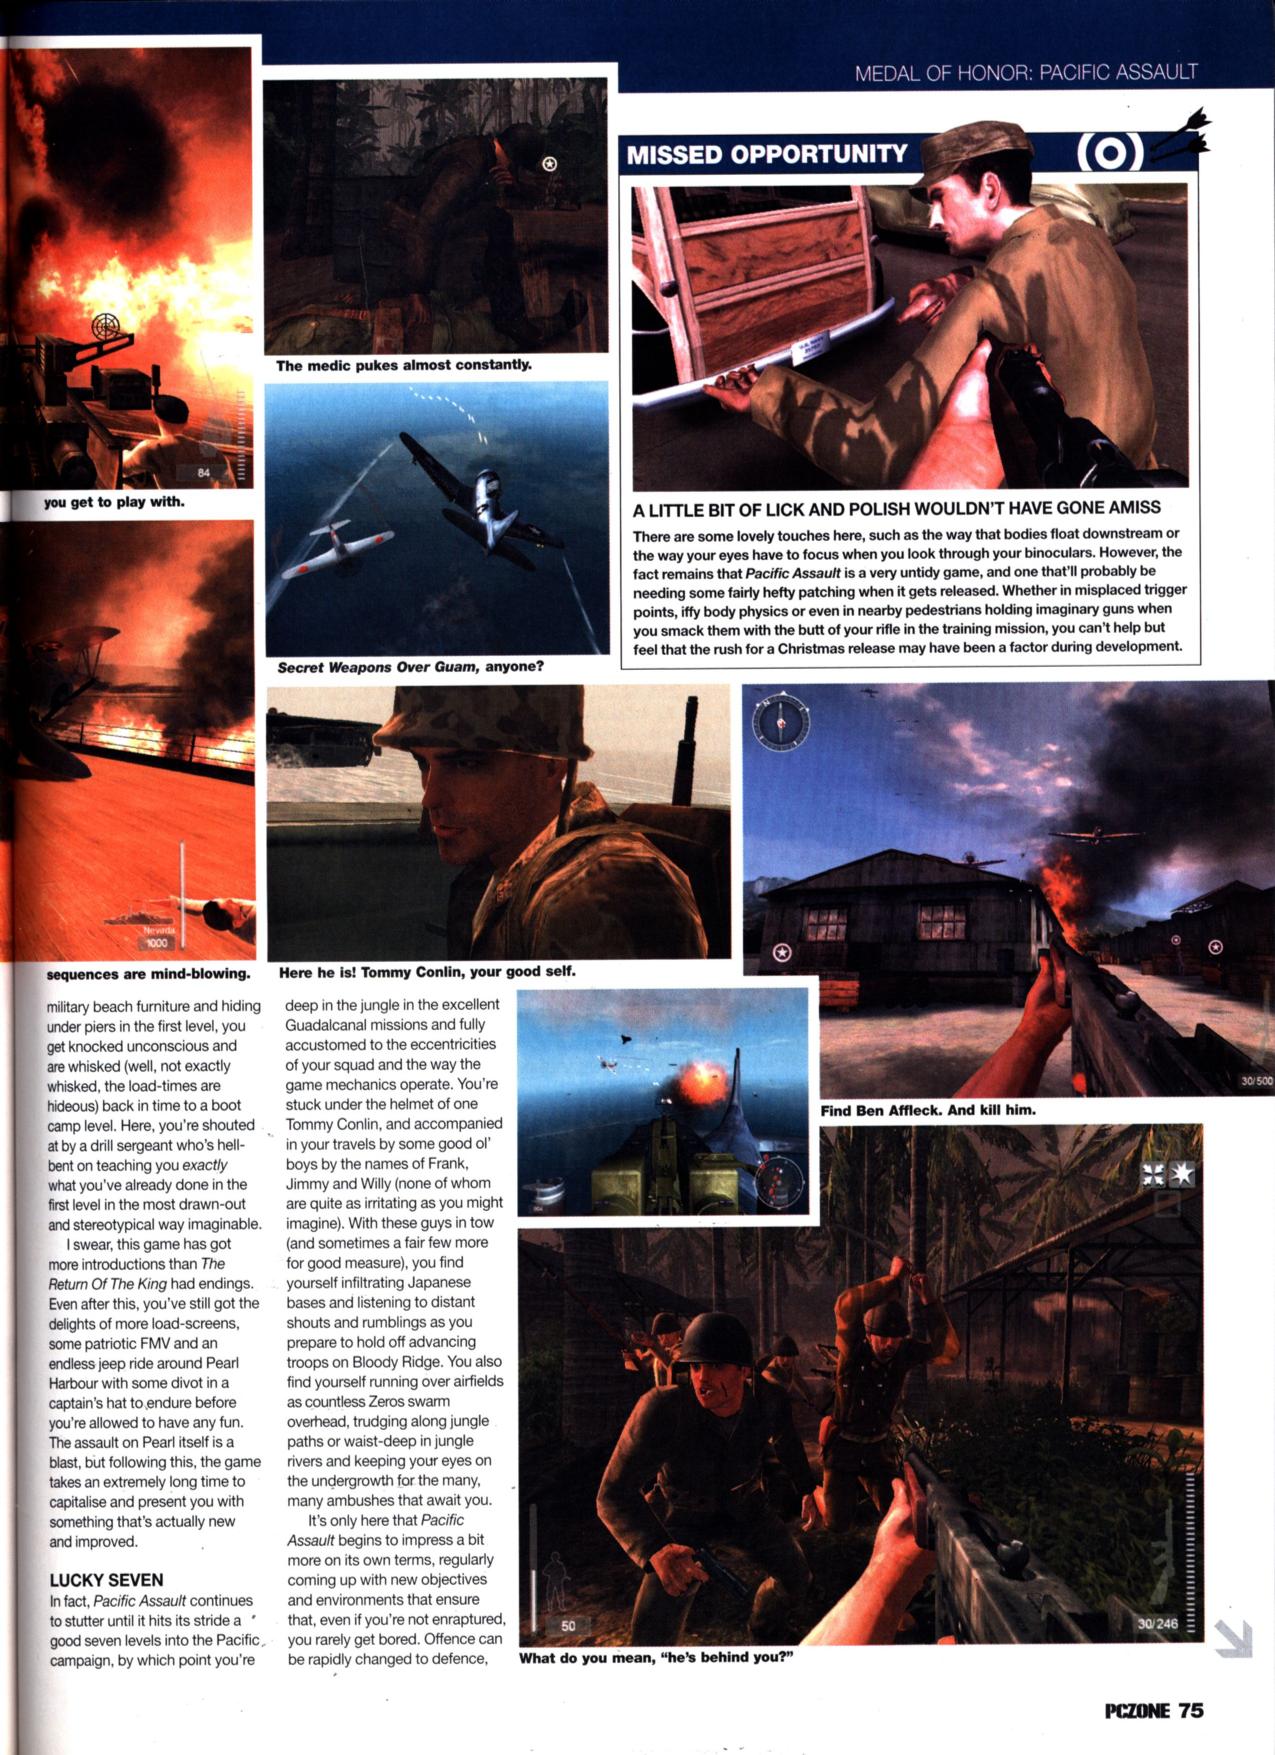 MEDAL OF HONOR: PACIFIC ASSAULT
84
you get to play with.
The medic pukes almost constantly.
Secret Weapons Over Guam, anyone?
MISSED OPPORTUNITY
A LITTLE BIT OF LICK AND POLISH WOULDN'T HAVE GONE AMISS
There are some lovely touches here, such as the way that bodies float downstream or
the way your eyes have to focus when you look through your binoculars. However, the
fact remains that Pacific Assault is a very untidy game, and one that'll probably be
needing some fairly hefty patching when it gets released. Whether in misplaced trigger
points, iffy body physics or even in nearby pedestrians holding imaginary guns when
you smack them with the butt of your rifle in the training mission, you can't help but
feel that the rush for a Christmas release may have been a factor during development.
Nevada
1000
sequences are mind-blowing.
Here he is! Tommy Conlin, your good self.
N
30/500
Find Ben Affleck. And kill him.
military beach furniture and hiding
under piers in the first level, you
get knocked unconscious and
are whisked (well, not exactly
whisked, the load-times are
hideous) back in time to a boot
camp level. Here, you're shouted
at by a drill sergeant who's hell-
bent on teaching you exactly
what you've already done in the
first level in the most drawn-out
and stereotypical way imaginable.
I swear, this game has got
more introductions than The
Return Of The King had endings.
Even after this, you've still got the
delights of more load-screens,
some patriotic FMV and an
endless jeep ride around Pearl
Harbour with some divot in a
captain's hat to endure before
you're allowed to have any fun.
The assault on Pearl itself is a
blast, but following this, the game
takes an extremely long time to
capitalise and present you with
something that's actually new
and improved.
LUCKY SEVEN
In fact, Pacific Assault continues
to stutter until it hits its stride a
good seven levels into the Pacific
campaign, by which point you're
deep in the jungle in the excellent
Guadalcanal missions and fully
accustomed to the eccentricities
of your squad and the way the
game mechanics operate. You're
stuck under the helmet of one
Tommy Conlin, and accompanied
in your travels by some good ol'
boys by the names of Frank,
Jimmy and Willy (none of whom
are quite as irritating as you might
imagine). With these guys in tow
(and sometimes a fair few more
for good measure), you find
yourself infiltrating Japanese
bases and listening to distant
shouts and rumblings as you
prepare to hold off advancing
troops on Bloody Ridge. You also
find yourself running over airfields
as countless Zeros swarm
overhead, trudging along jungle
paths or waist-deep in jungle
rivers and keeping your eyes on
the undergrowth for the many,
many ambushes that await you.
It's only here that Pacific
Assault begins to impress a bit
more on its own terms, regularly
coming up with new objectives
and environments that ensure
that, even if you're not enraptured,
you rarely get bored. Offence can
be rapidly changed to defence,
50
30/246
What do you mean, "he's behind you?"
PCZONE 75